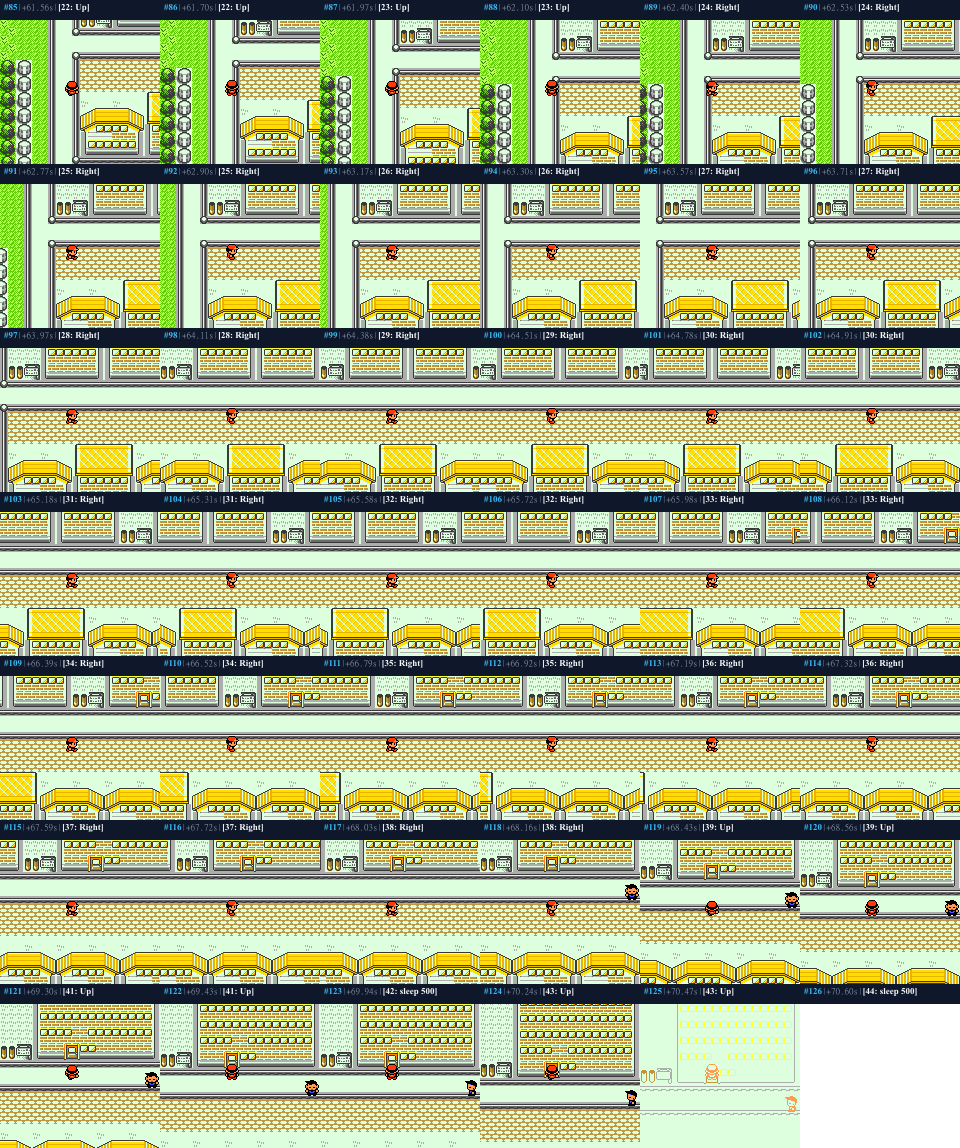 #85|+61.56s|[22: Up] #86|+61.70s|[22: Up] #87|+61.97s|[23: Up] #88|+62.10s|[23: Up] #89|+62.40s|[24: Right] #90|+62.53s|[24: Right]
#91|+62.77s|[25: Right] #92|+62.90s|[25: Right] #93|+63.17s|[26: Right] #94|+63.30s|[26: Right] #95|+63.57s|[27: Right] #96|+63.71s|[27: Right]
#97|+63.97s|[28: Right] #98|+64.11s|[28: Right] #99|+64.38s|[29: Right] #100|+64.51s|[29: Right] #101|+64.78s|[30: Right] #102|+64.91s|[30: Right]
#103|+65.18s|[31: Right] #104|+65.31s|[31: Right] #105|+65.58s|[32: Right] #106|+65.72s|[32: Right] #107|+65.98s|[33: Right] #108|+66.12s|[33: Right]
#109|+66.39s|[34: Right] #110|+66.52s|[34: Right] #111|+66.79s|[35: Right] #112|+66.92s|[35: Right] #113|+67.19s|[36: Right] #114|+67.32s|[36: Right]
#115|+67.59s|[37: Right] #116|+67.72s|[37: Right] #117|+68.03s|[38: Right] #118|+68.16s|[38: Right] #119|+68.43s|[39: Up] #120|+68.56s|[39: Up]
#121|+69.30s|[41: Up] #122|+69.43s|[41: Up] #123|+69.94s|[42: sleep 500] #124|+70.24s|[43: Up] #125|+70.47s|[43: Up] #126|+70.60s|[44: sleep 500]